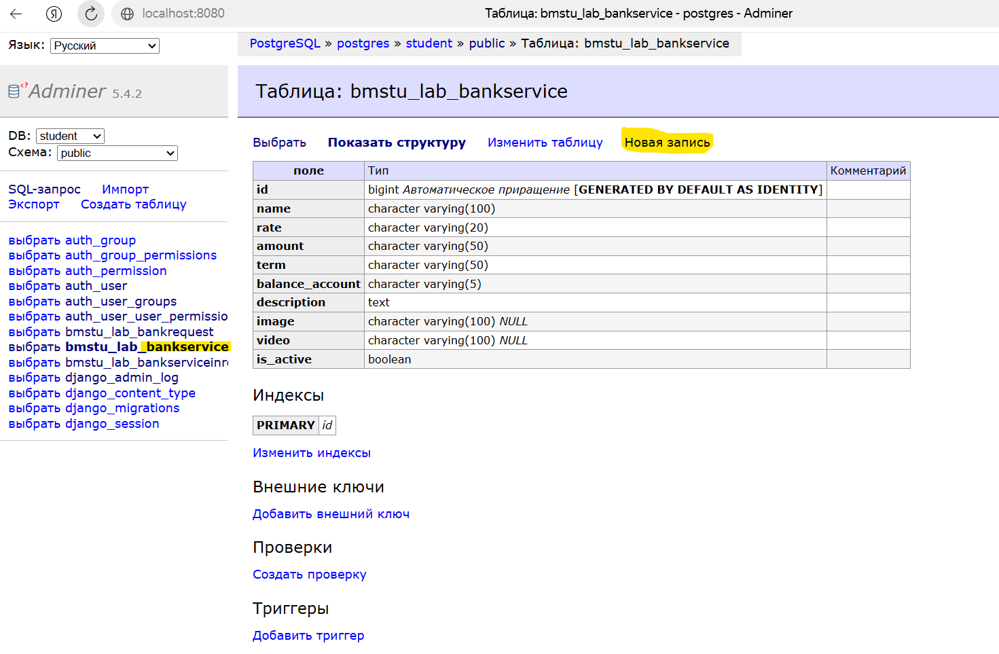 localhost:8080 Таблица: bmstu_lab_bankservice - postgres - Adminer
Язык: Русский
PostgreSQL » postgres » student » public » Таблица: bmstu_lab_bankservice
Adminer 5.4.2
Таблица: bmstu_lab_bankservice
DB: student
Схема: public
SQL-запрос Импорт
Экспорт Создать таблицу
выбрать auth_group
выбрать auth_group_permissions
выбрать auth_permission
выбрать auth_user
выбрать auth_user_groups
выбрать auth_user_user_permissio
выбрать bmstu_lab_bankrequest
выбрать bmstu_lab_bankservice
выбрать bmstu_lab_bankserviceinr
выбрать django_admin_log
выбрать django_content_type
выбрать django_migrations
выбрать django_session
Выбрать Показать структуру Изменить таблицу Новая запись
поле Тип Комментарий
id bigint Автоматическое приращение [GENERATED BY DEFAULT AS IDENTITY]
name character varying(100)
rate character varying(20)
amount character varying(50)
term character varying(50)
balance_account character varying(5)
description text
image character varying(100) NULL
video character varying(100) NULL
is_active boolean
Индексы
PRIMARY id
Изменить индексы
Внешние ключи
Добавить внешний ключ
Проверки
Создать проверку
Триггеры
Добавить триггер